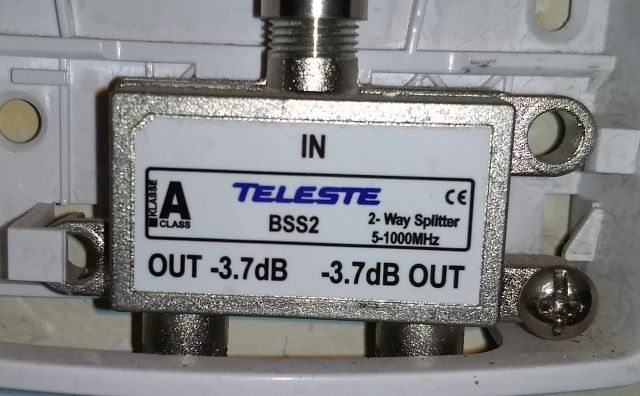 IN
KLASSE
A
CLASS
TELESTE
CE
BSS2
2- Way Splitter
5-1000MHz
OUT -3.7dB
-3.7dB OUT